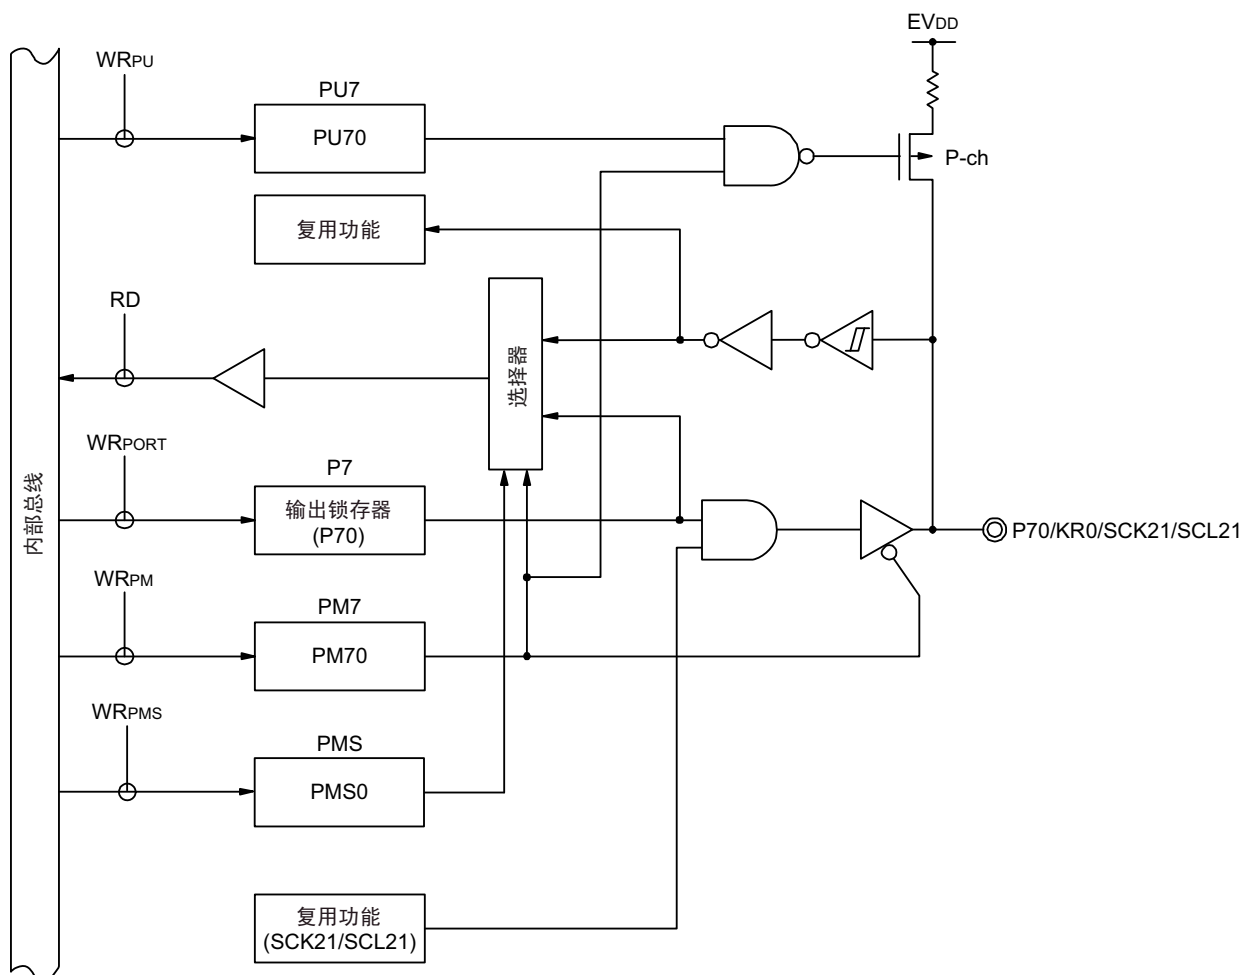 EVDD
WRPU
PU7
PU70
P-ch
复用功能
RD
选择器
WRPORT
P7
输出锁存器
(P70)
内部总线
P70/KR0/SCK21/SCL21
WRPM
PM7
PM70
WRPMS
PMS
PMS0
复用功能
(SCK21/SCL21)